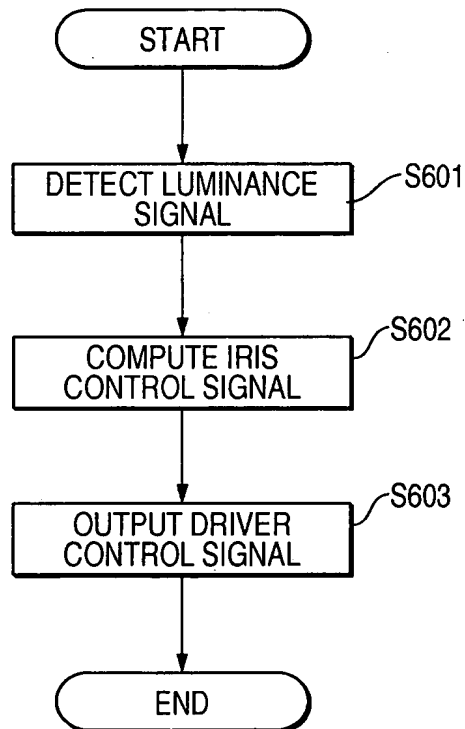 START
DETECT LUMINANCE
SIGNAL
S601
COMPUTE IRIS
CONTROL SIGNAL
S602
OUTPUT DRIVER
CONTROL SIGNAL
S603
END